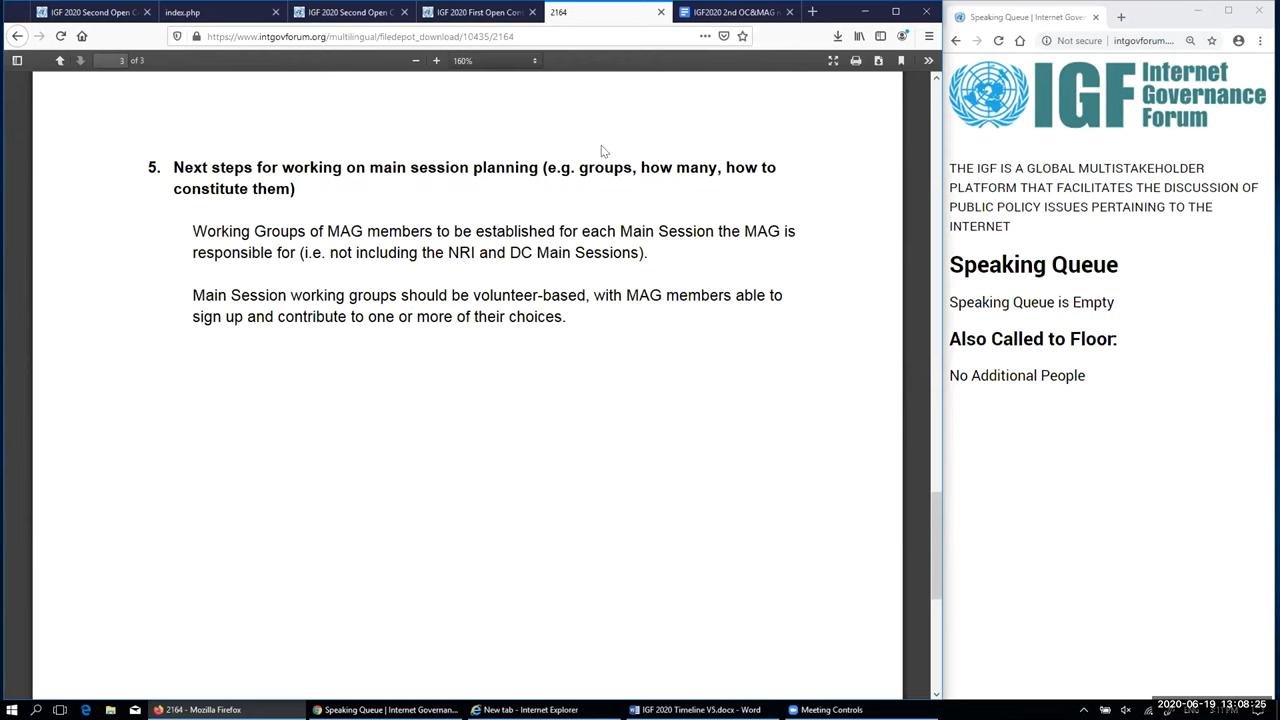 IGF 2020 Second Open C
index.php
IGF 2020 Second Open C
IGF 2020 First Open Con
2164
IGF2020 2nd OC&MAG n
https://www.intgovforum.org/multilingual/filedepot_download/10435/2164
3 of 3
160%
5. Next steps for working on main session planning (e.g. groups, how many, how to
constitute them)
Working Groups of MAG members to be established for each Main Session the MAG is
responsible for (i.e. not including the NRI and DC Main Sessions).
Main Session working groups should be volunteer-based, with MAG members able to
sign up and contribute to one or more of their choices.
Speaking Queue | Internet Gover
Not secure | intgovforum....
IGF Internet
Governance
Forum
THE IGF IS A GLOBAL MULTISTAKEHOLDER
PLATFORM THAT FACILITATES THE DISCUSSION OF
PUBLIC POLICY ISSUES PERTAINING TO THE
INTERNET
Speaking Queue
Speaking Queue is Empty
Also Called to Floor:
No Additional People
2164 - Mozilla Firefox
Speaking Queue | Internet Governan...
New tab - Internet Explorer
IGF 2020 Timeline V5.docx - Word
Meeting Controls
2020-06-19 13:08:25